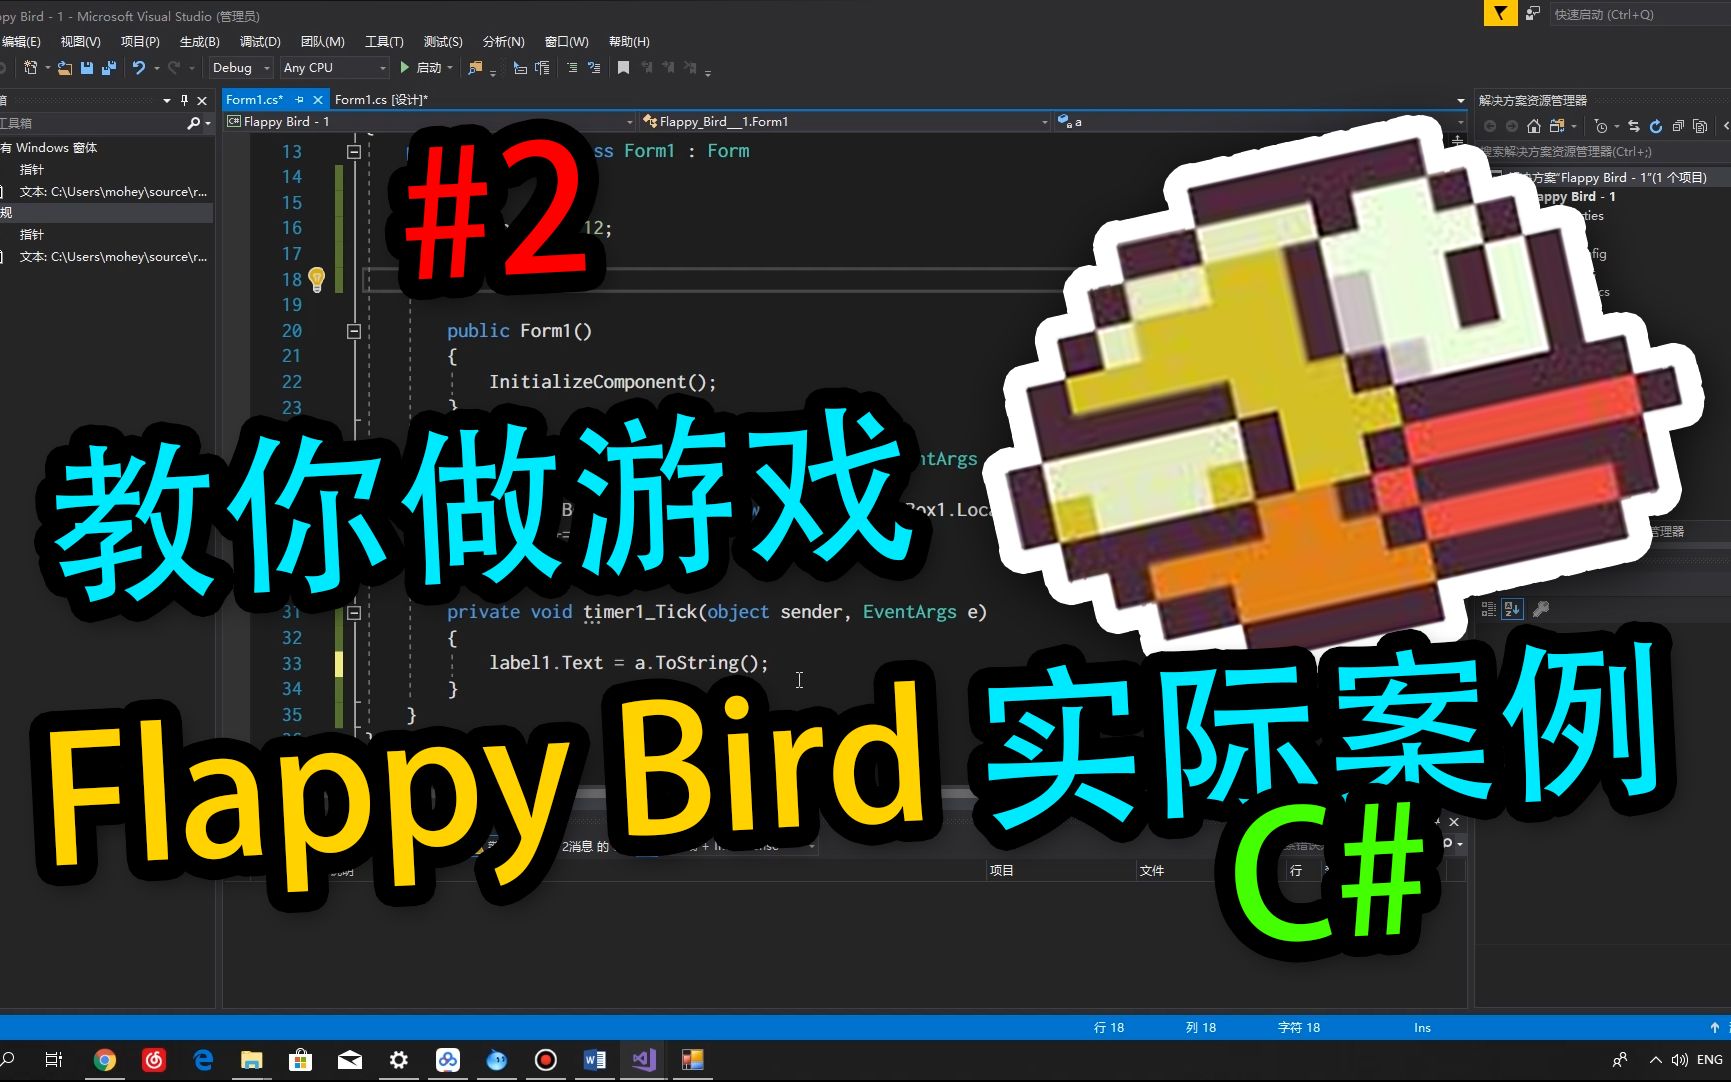 ppy Bird - 1 - Microsoft Visual Studio (管理员)
快速启动 (Ctrl+Q)
编辑(E) 视图(V) 项目(P) 生成(B) 调试(D) 团队(M) 工具(T) 测试(S) 分析(N) 窗口(W) 帮助(H)
Debug Any CPU 启动
Form1.cs* Form1.cs [设计]*
解决方案资源管理器
工具箱
Flappy Bird - 1 Flappy_Bird__1.Form1 a
搜索解决方案资源管理器(Ctrl+;)
有 Windows 窗体
指针
文本: C:\Users\mohey\source\r...
规
指针
文本: C:\Users\mohey\source\r...
解决方案"Flappy Bird - 1"(1 个项目)
appy Bird - 1
#2
13 ss Form1 : Form
14
15
16 12;
17
18
19
20 public Form1()
21 {
22 InitializeComponent();
23 }
ntArgs
Box1.Loca
教你做游戏
管理器
31 private void timer1_Tick(object sender, EventArgs e)
32 {
33 label1.Text = a.ToString();
34 }
35 }
Flappy Bird 实际案例
C#
项目 文件 行
行 18 列 18 字符 18 Ins
ENG